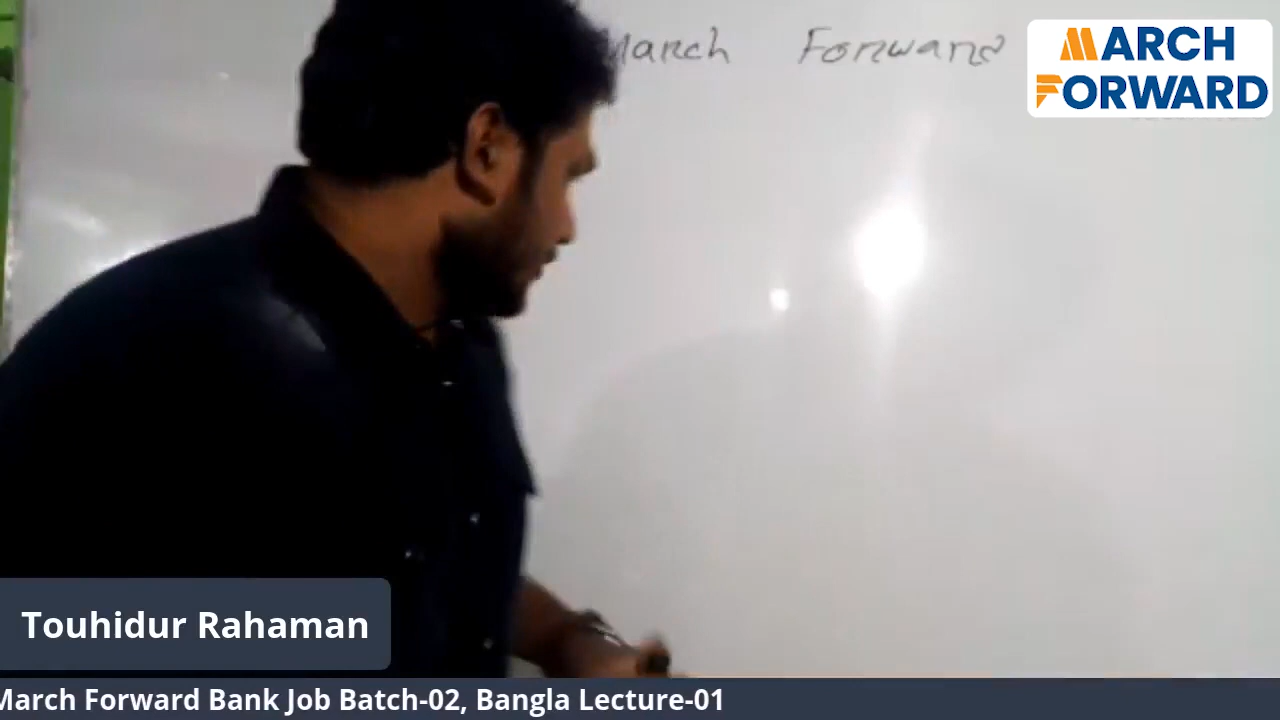 March Forward
MARCH
FORWARD
Touhidur Rahaman
March Forward Bank Job Batch-02, Bangla Lecture-01